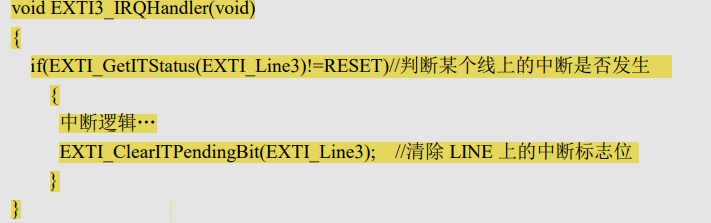 void EXTI3_IRQHandler(void)
{
if(EXTI_GetITStatus(EXTI_Line3)!=RESET)//判断某个线上的中断是否发生
{
中断逻辑…
EXTI_ClearITPendingBit(EXTI_Line3); //清除 LINE 上的中断标志位
}
}